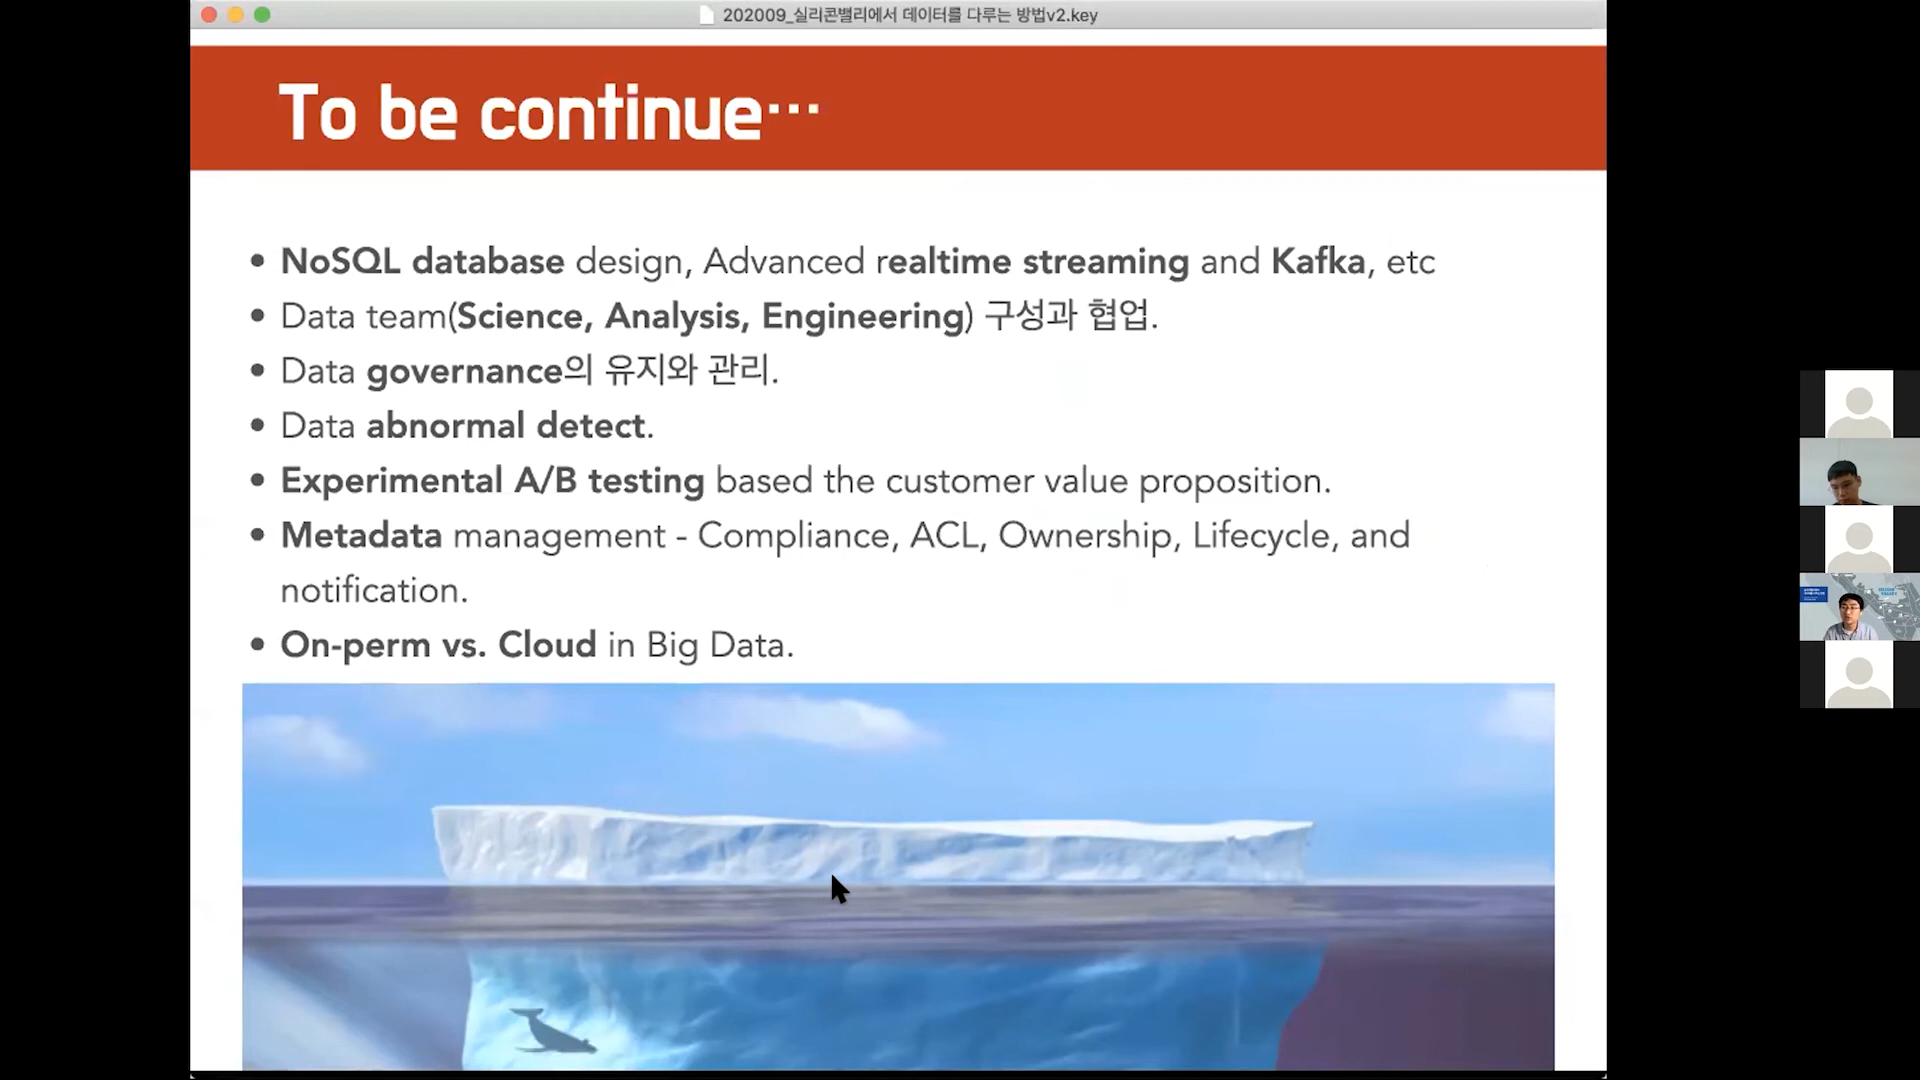 202009_실리콘밸리에서 데이터를 다루는 방법v2.key
To be continue…
• NoSQL database design, Advanced realtime streaming and Kafka, etc
• Data team(Science, Analysis, Engineering) 구성과 협업.
• Data governance의 유지와 관리.
• Data abnormal detect.
• Experimental A/B testing based the customer value proposition.
• Metadata management - Compliance, ACL, Ownership, Lifecycle, and
notification.
• On-perm vs. Cloud in Big Data.